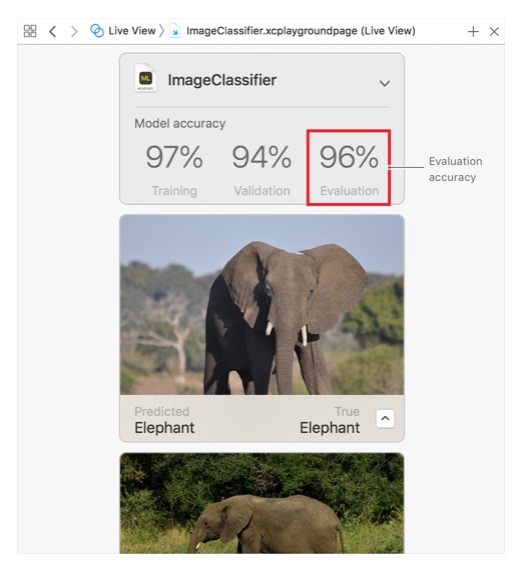 Live View
ImageClassifier.xcplaygroundpage (Live View)
ML
ImageClassifier
Model accuracy
97% 94% 96%
Training Validation Evaluation
Evaluation
accuracy
Predicted True
Elephant Elephant